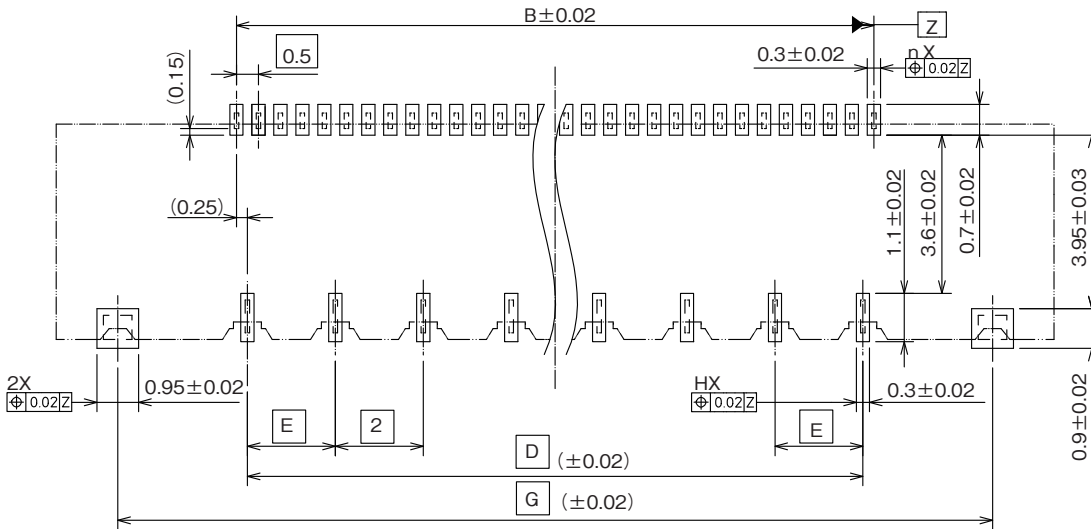 B±0.02
Z
0.5
0.3±0.02
nX
⌖ 0.02 Z
(0.15)
(0.25)
1.1±0.02
3.6±0.02
0.7±0.02
3.95±0.03
2X
⌖ 0.02 Z
0.95±0.02
HX
⌖ 0.02 Z
0.3±0.02
0.9±0.02
E
2
E
D (±0.02)
G (±0.02)